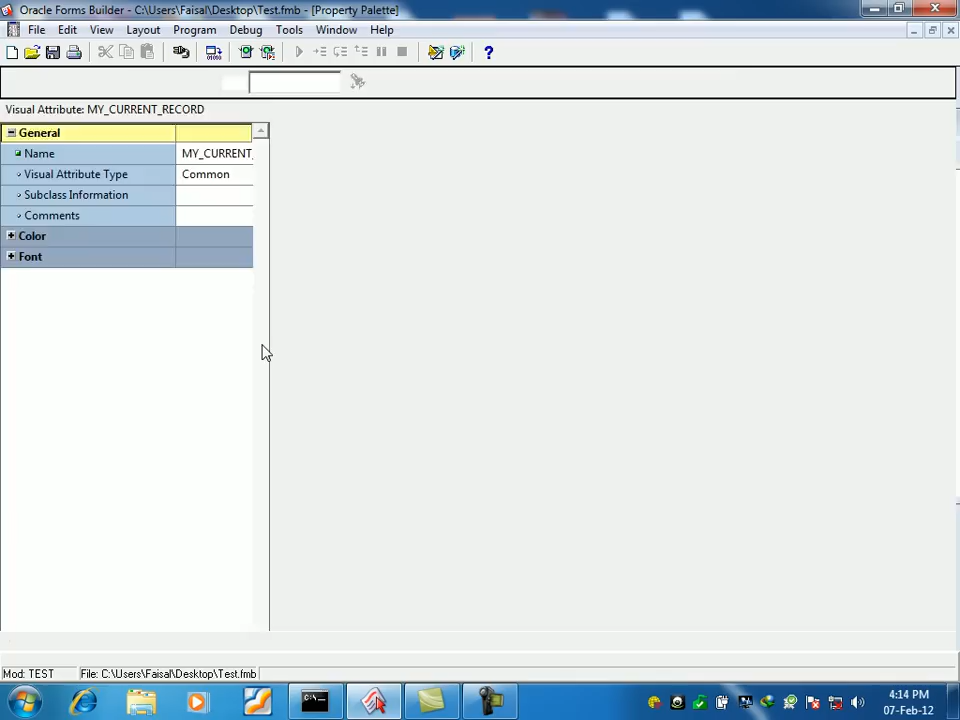 Oracle Forms Builder - C:\Users\Faisal\Desktop\Test.fmb - [Property Palette]
File Edit View Layout Program Debug Tools Window Help
Visual Attribute: MY_CURRENT_RECORD
General
Name MY_CURRENT_
Visual Attribute Type Common
Subclass Information
Comments
Color
Font
Mod: TEST File: C:\Users\Faisal\Desktop\Test.fmb
4:14 PM
07-Feb-12